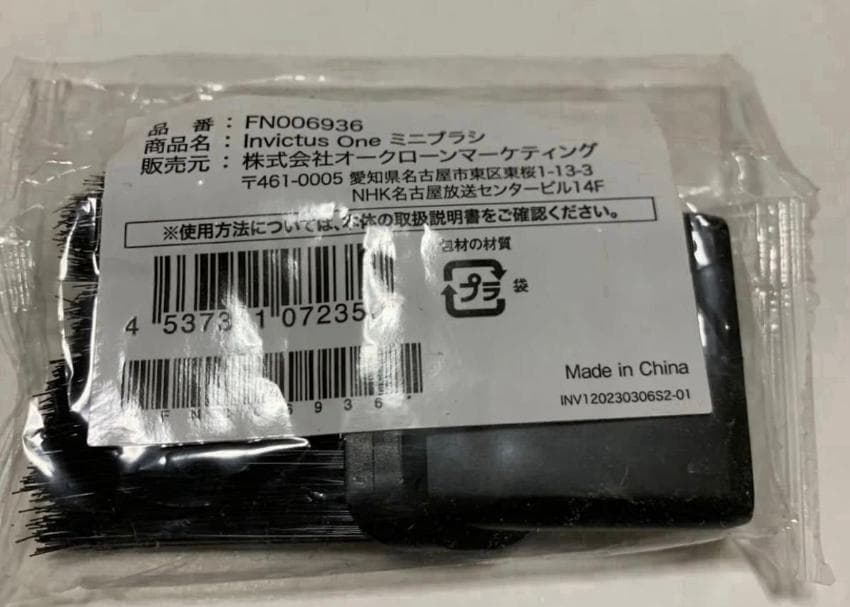 品 番 : FN006936
商品名 : Invictus One ミニブラシ
販売元 : 株式会社オークローンマーケティング
〒461-0005 愛知県名古屋市東区東桜1-13-3
NHK名古屋放送センタービル14F
※使用方法については、本体の取扱説明書をご確認ください。
包材の材質
プラ 袋
4 5373 1 07235
Made in China
INV120230306S2-01